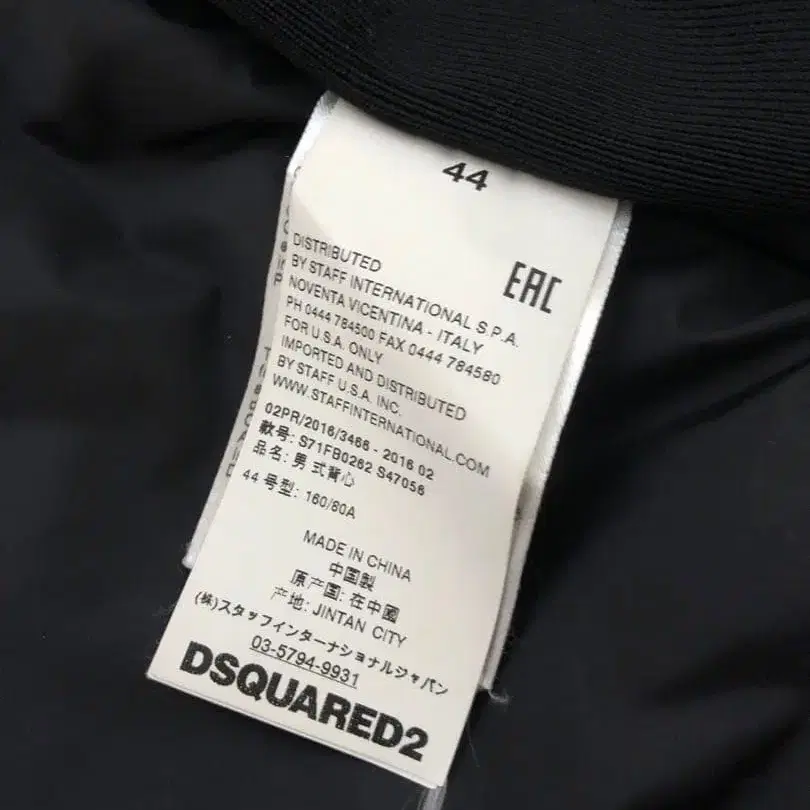 44
EAC
DISTRIBUTED
BY STAFF INTERNATIONAL S.P.A.
NOVENTA VICENTINA - ITALY
PH 0444 784500 FAX 0444 784580
FOR U.S.A. ONLY
IMPORTED AND DISTRIBUTED
BY STAFF U.S.A. INC.
WWW.STAFFINTERNATIONAL.COM
02PR/2016/3466 - 2016 02
款号: S71FB0262 S47056
品名: 男式背心
44 号型: 160/80A
MADE IN CHINA
中国製
原产国: 在中國
产地: JINTAN CITY
(株)スタッフインターナショナルジャパン
03-5794-9931
DSQUARED2